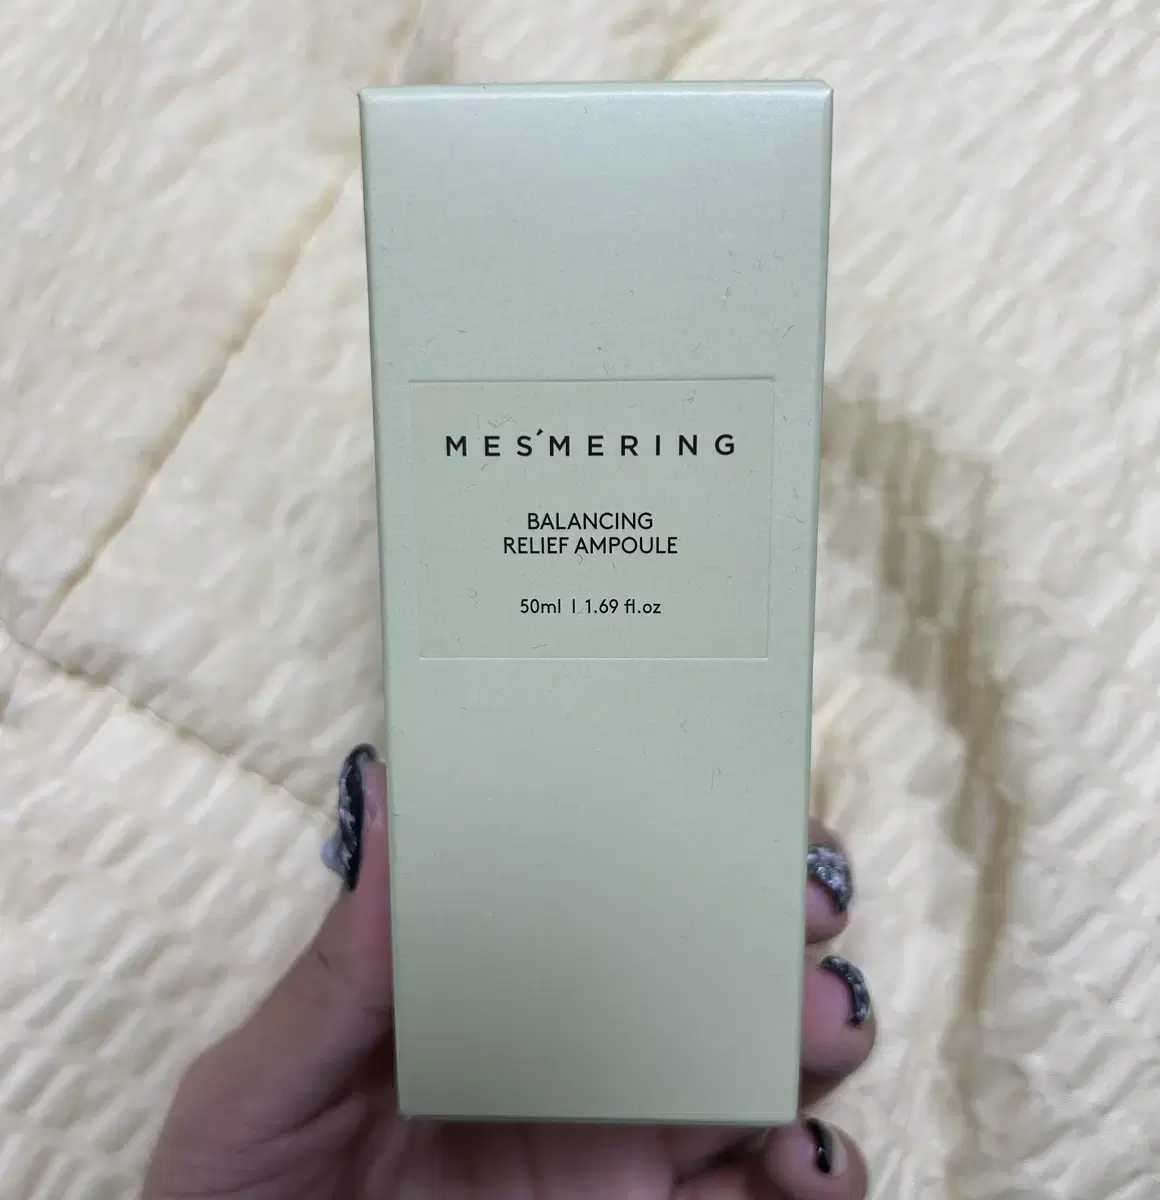 MES´MERING
BALANCING
RELIEF AMPOULE
50ml | 1.69 fl.oz